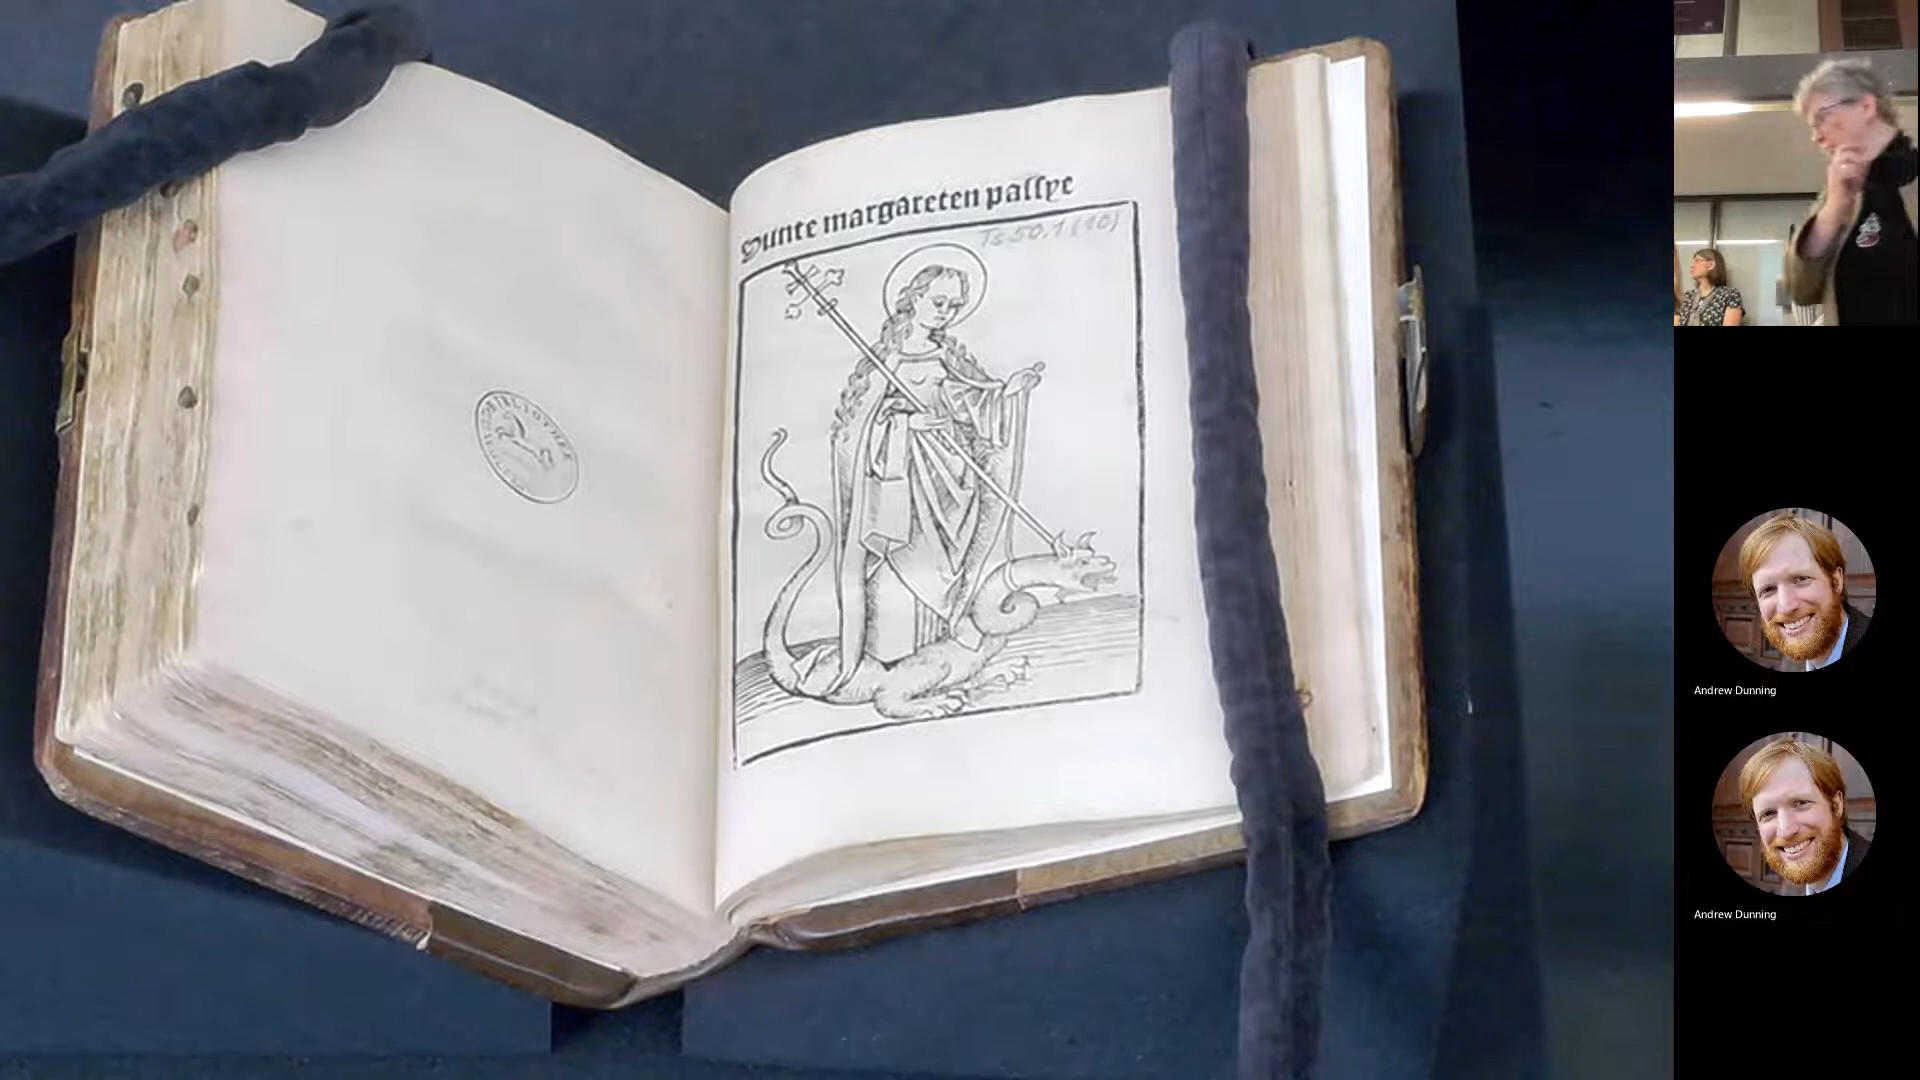 Sunte margareten passye
Ts 50.1 (10)
Andrew Dunning
Andrew Dunning